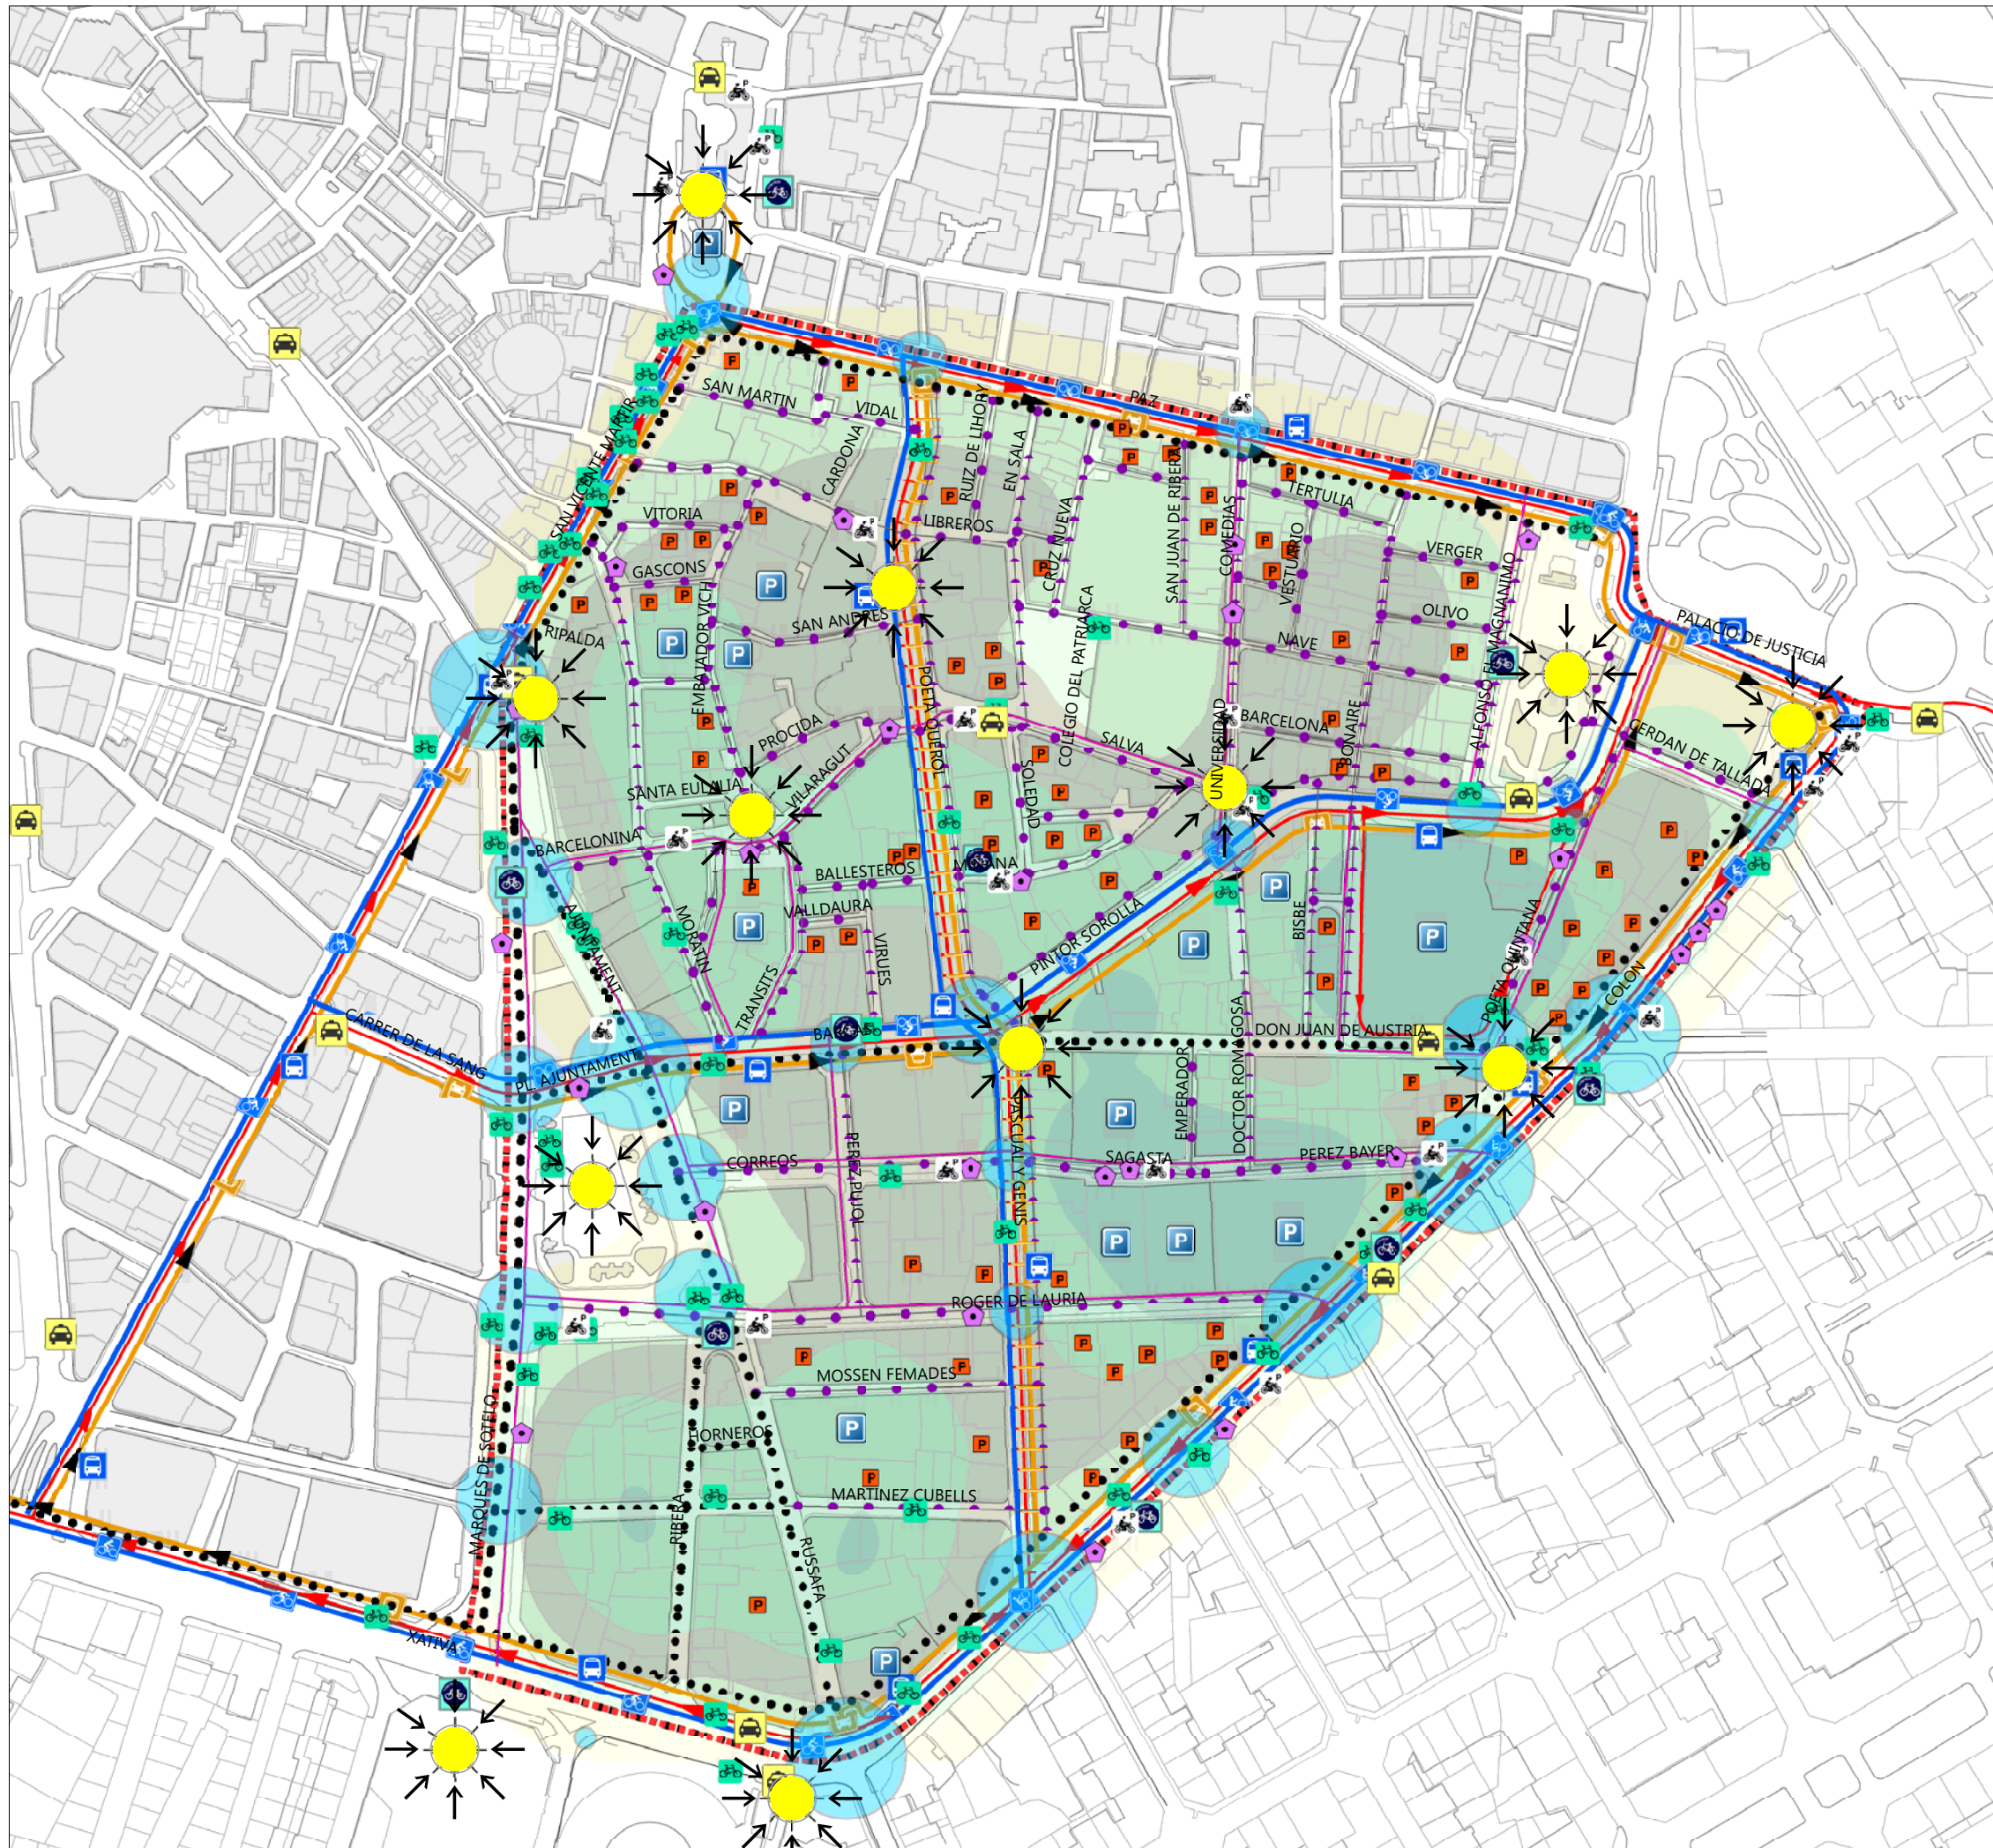 P
SAN MARTIN
VIDAL
PAZ
SAN VICENTE MARTIR
CARDONA
RUIZ DE LIHORY
EN SALA
VITORIA
LIBREROS
CRUZ NUEVA
SAN JUAN DE RIBERA
COMEDIAS
TERTULIA
VESTUARIO
VERGER
ALFONSO EL MAGNANIMO
GASCONS
RIPALDA
EMBAJADOR VICH
SAN ANDRES
COLEGIO DEL PATRIARCA
OLIVO
NAVE
PALACIO DE JUSTICIA
POETA QUEROL
PROCIDA
SALVA
UNIVERSIDAD
BARCELONA
BONAIRE
CERDAN DE TALLADA
SANTA EULALIA
VILARAGUT
SOLEDAD
BARCELONINA
BALLESTEROS
MINANA
VALLDAURA
AJUNTAMENT
MORATIN
TRANSITS
VIRUES
PINTOR SOROLLA
BISBE
POETA QUINTANA
COLON
CARRER DE LA SANG
PL. AJUNTAMENT
BARCAS
DON JUAN DE AUSTRIA
PASCUAL Y GENIS
EMPERADOR
DOCTOR ROMAGOSA
CORREOS
PEREZ PUJOL
SAGASTA
PEREZ BAYER
ROGER DE LAURIA
MOSSEN FEMADES
MARQUES DE SOTELO
HORNEROS
RIBERA
MARTINEZ CUBELLS
RUSSAFA
XATIVA